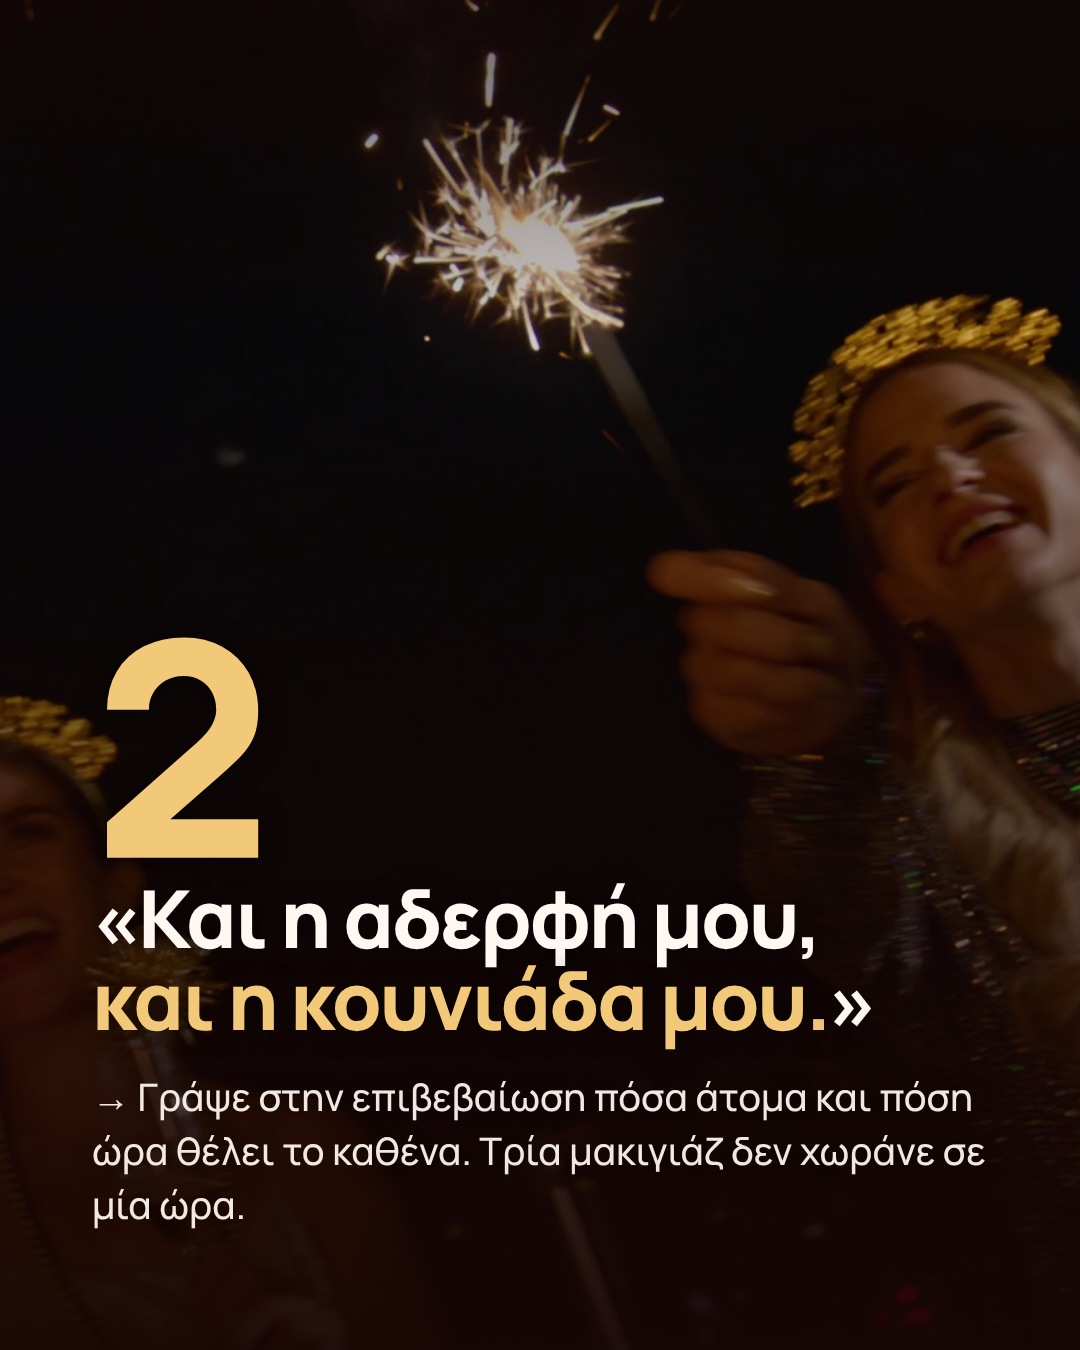 2
«Και η αδερφή μου,
και η κουνιάδα μου.»
→ Γράψε στην επιβεβαίωση πόσα άτομα και πόση
ώρα θέλει το καθένα. Τρία μακιγιάζ δεν χωράνε σε
μία ώρα.